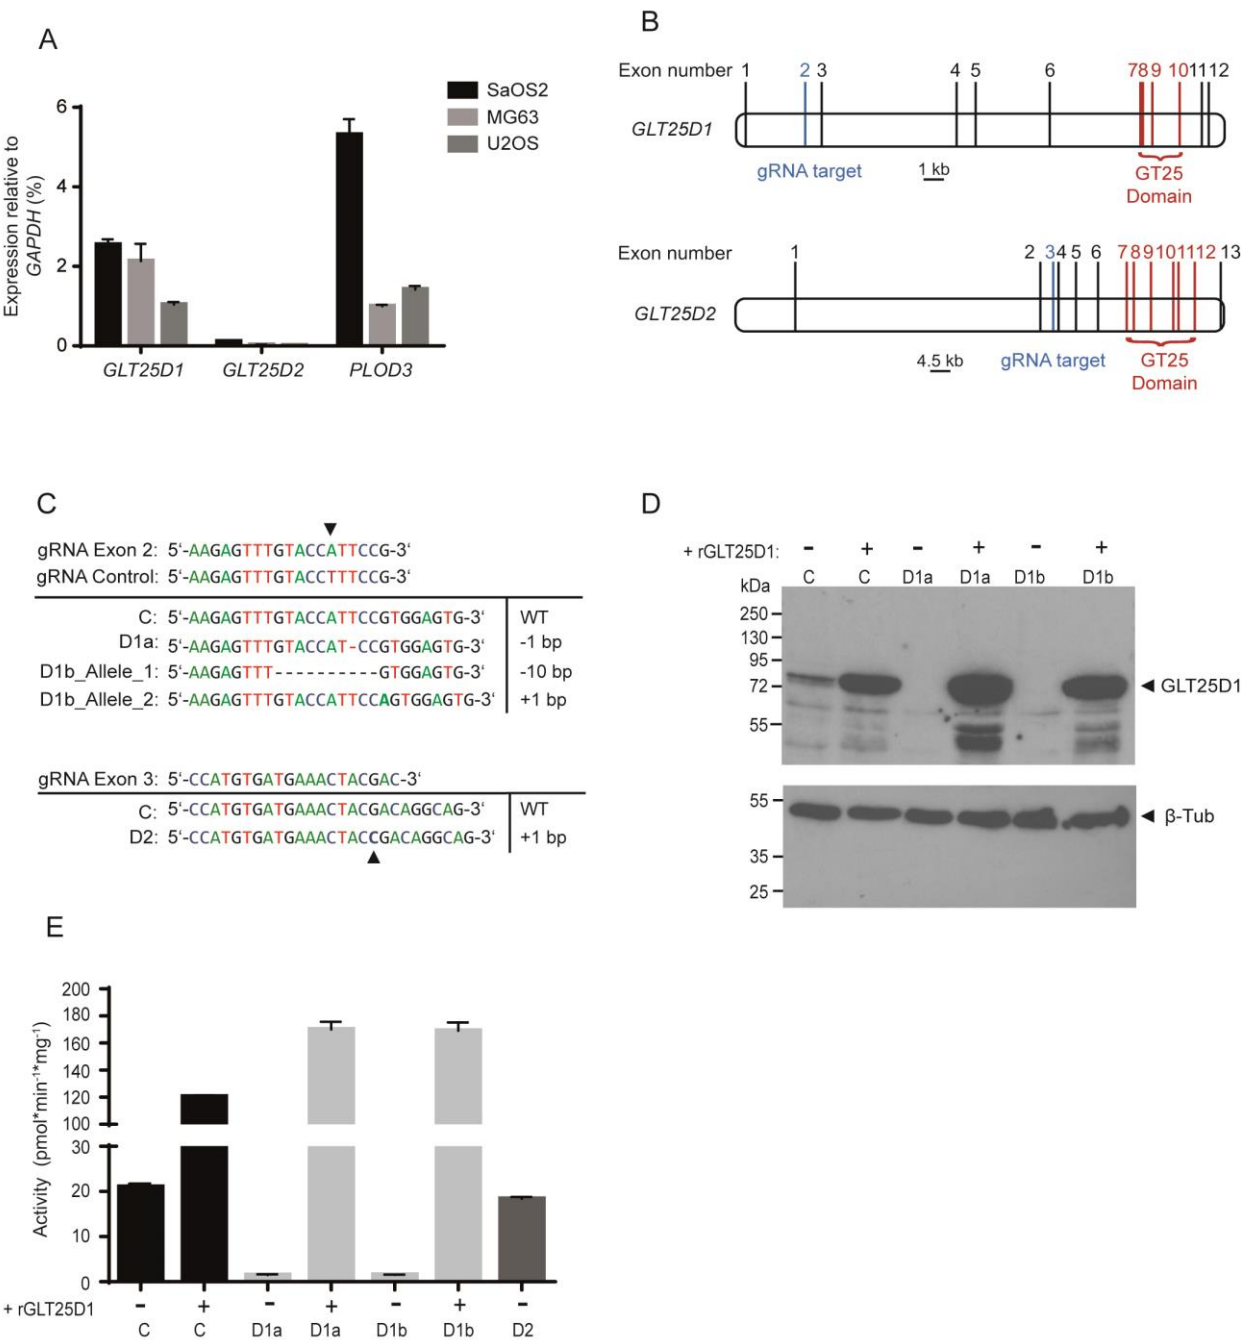 A
SaOS2
MG63
U2OS
Expression relative to
GAPDH (%)
6
4
2
0
GLT25D1 GLT25D2 PLOD3
B
Exon number 1 2 3 4 5 6 7 8 9 10 11 12
GLT25D1
gRNA target 1 kb GT25
Domain
Exon number 1 2 3 4 5 6 7 8 9 10 11 12 13
GLT25D2
4.5 kb gRNA target GT25
Domain
C
gRNA Exon 2: 5‘-AAGAGTTTGTACCATTCCG-3‘
gRNA Control: 5‘-AAGAGTTTGTACCTTTCCG-3‘
C: 5‘-AAGAGTTTGTACCATTCCGTGGAGTG-3‘ WT
D1a: 5‘-AAGAGTTTGTACCAT-CCGTGGAGTG-3‘ -1 bp
D1b_Allele_1: 5‘-AAGAGTTT----------GTGGAGTG-3‘ -10 bp
D1b_Allele_2: 5‘-AAGAGTTTGTACCATTCCAGTGGAGTG-3‘ +1 bp
gRNA Exon 3: 5‘-CCATGTGATGAAACTACGAC-3‘
C: 5‘-CCATGTGATGAAACTACGACAGGCAG-3‘ WT
D2: 5‘-CCATGTGATGAAACTACCGACAGGCAG-3‘ +1 bp
D
+ rGLT25D1: - + - + - +
kDa C C D1a D1a D1b D1b
250
130
95
72
55
GLT25D1
55
35
25
β-Tub
E
Activity (pmol*min⁻¹*mg⁻¹)
200
180
160
140
120
100
30
20
10
0
+ rGLT25D1 - + - + - + -
C C D1a D1a D1b D1b D2